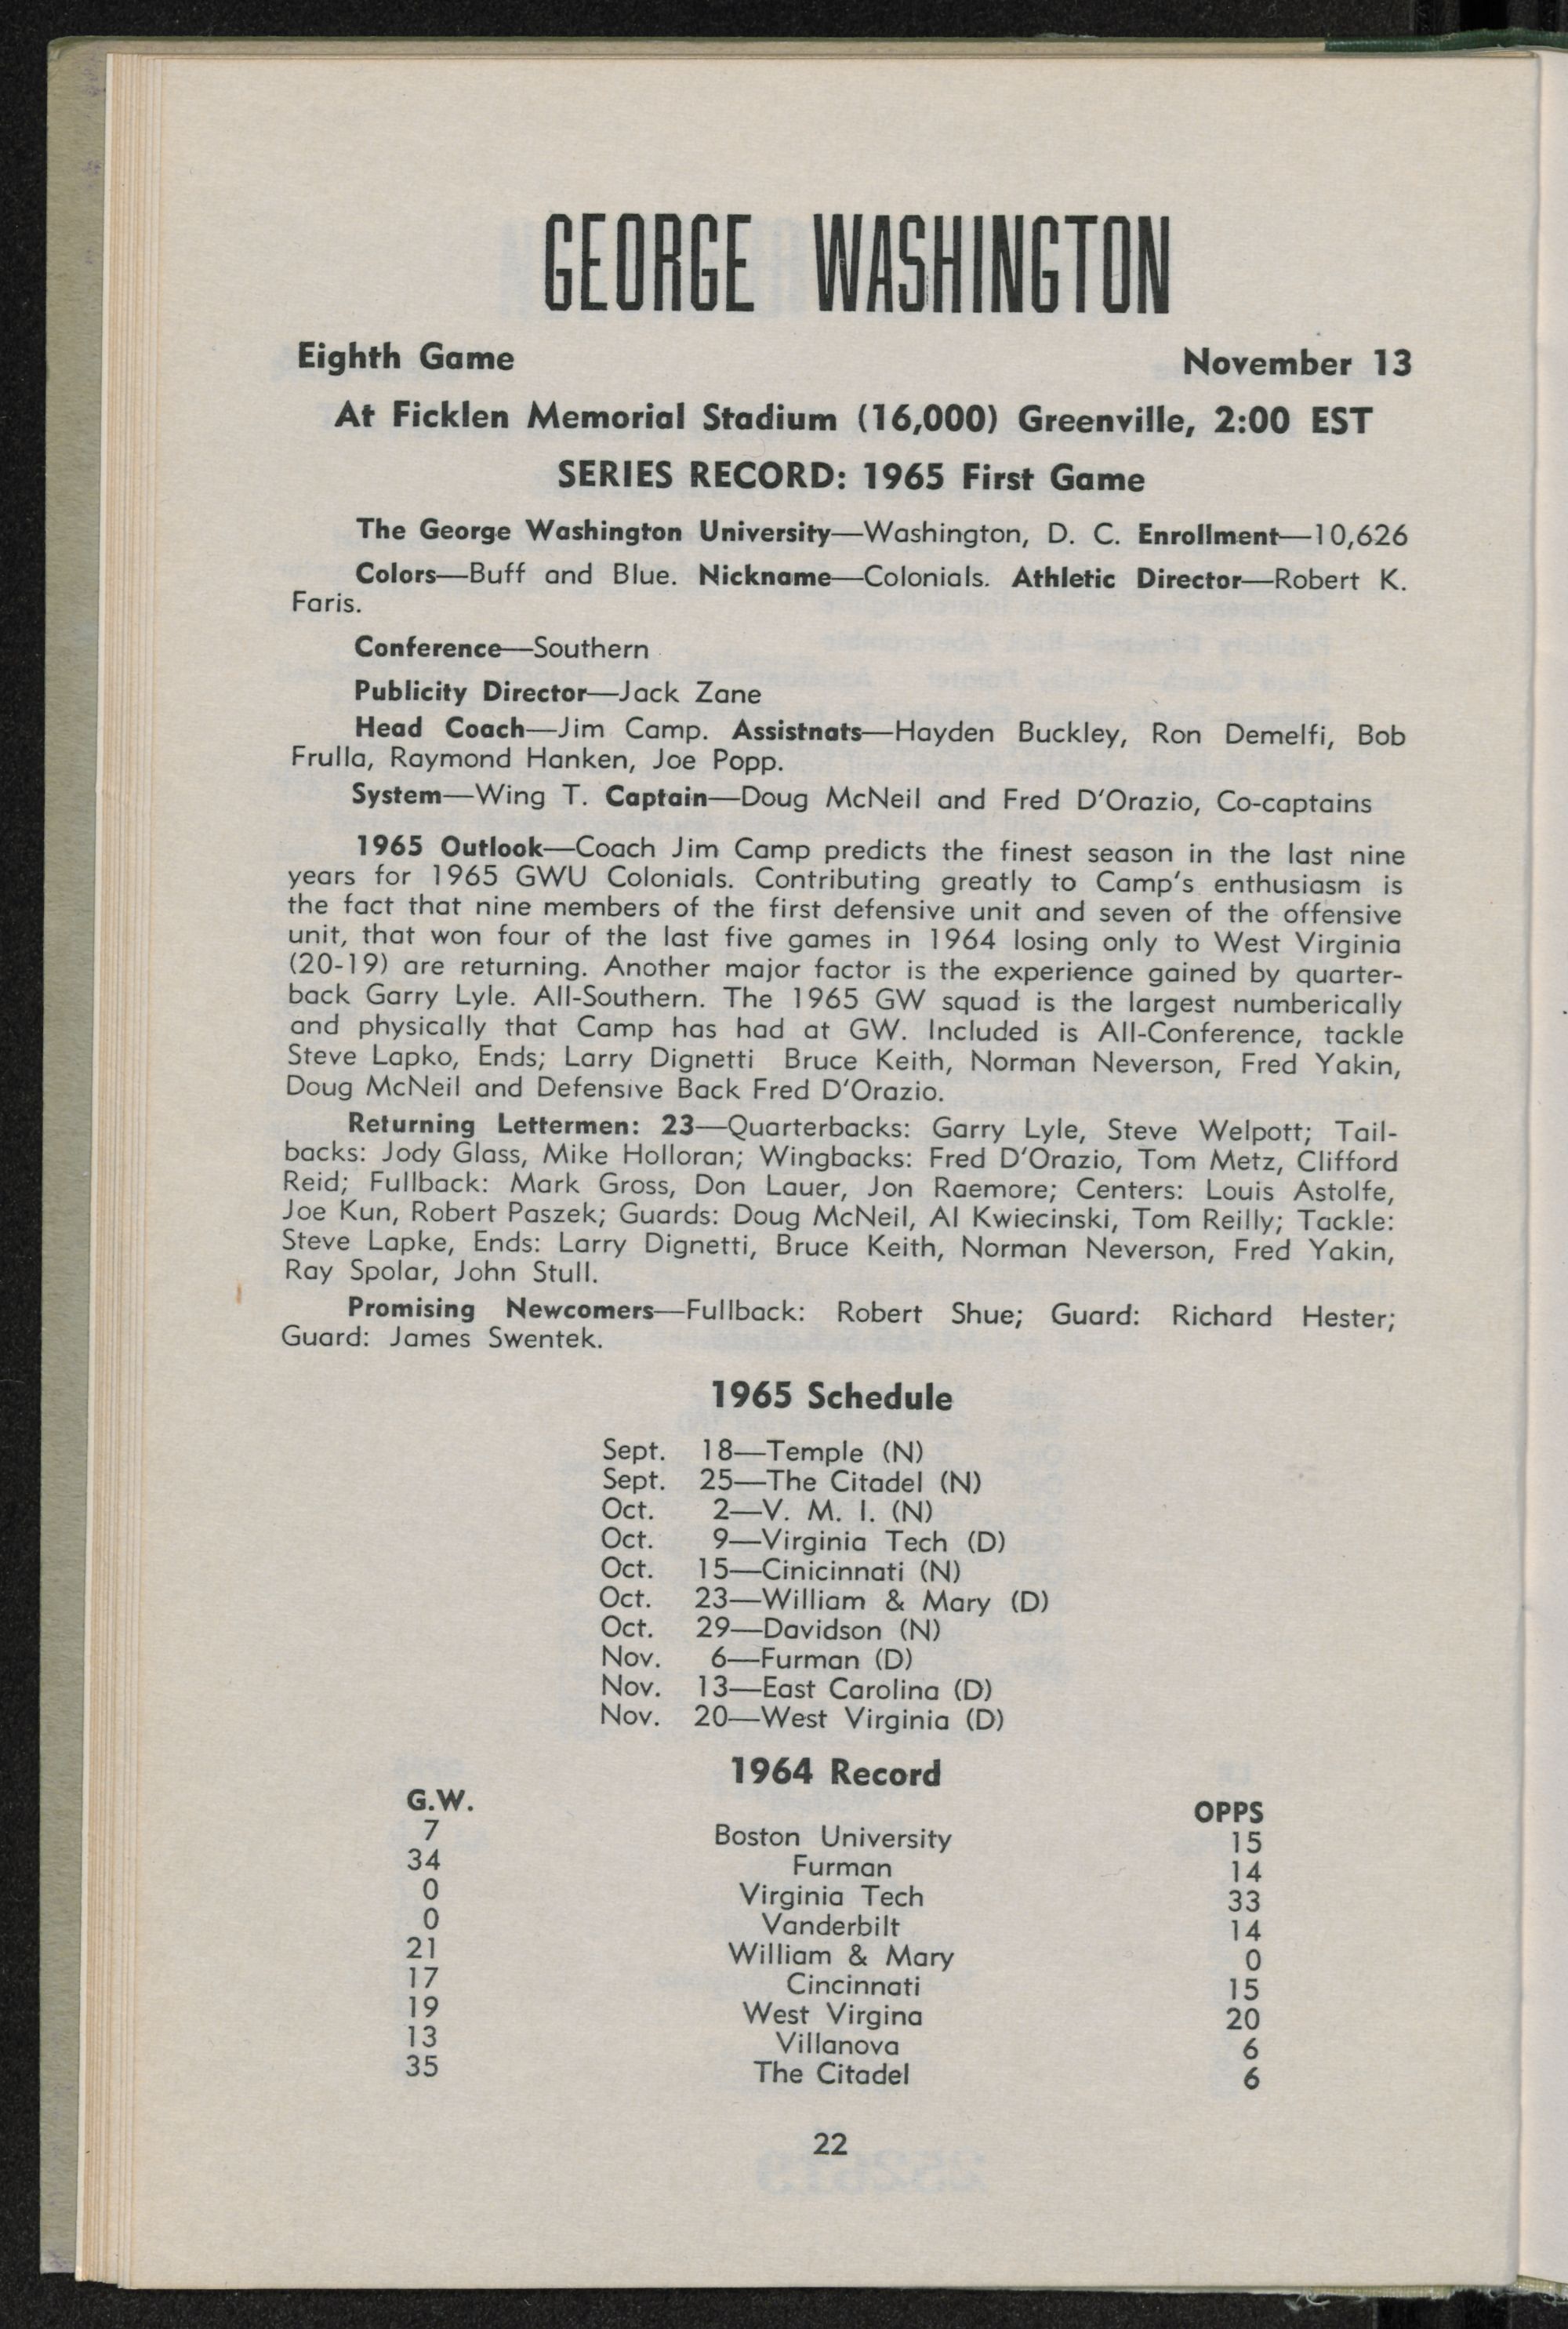 GEORGE WASHINGTON
Eighth Game November 13
At Ficklen Memorial Stadium (16,000) Greenville, 2:00 EST
SERIES RECORD: 1965 First Game
The George Washington University—Washington, D. C. Enrollment—10,626
Colors—Buff and Blue. Nickname—Colonials. Athletic Director—Robert K.
Faris.
Conference—Southern
Publicity Director—Jack Zane
Head Coach—Jim Camp. Assistnats—Hayden Buckley, Ron Demelfi, Bob
Frulla, Raymond Hanken, Joe Popp.
System—Wing T. Captain—Doug McNeil and Fred D'Orazio, Co-captains
1965 Outlook—Coach Jim Camp predicts the finest season in the last nine
years for 1965 GWU Colonials. Contributing greatly to Camp's enthusiasm is
the fact that nine members of the first defensive unit and seven of the offensive
unit, that won four of the last five games in 1964 losing only to West Virginia
(20-19) are returning. Another major factor is the experience gained by quarter-
back Garry Lyle. All-Southern. The 1965 GW squad is the largest numberically
and physically that Camp has had at GW. Included is All-Conference, tackle
Steve Lapko, Ends; Larry Dignetti Bruce Keith, Norman Neverson, Fred Yakin,
Doug McNeil and Defensive Back Fred D'Orazio.
Returning Lettermen: 23—Quarterbacks: Garry Lyle, Steve Welpott; Tail-
backs: Jody Glass, Mike Holloran; Wingbacks: Fred D'Orazio, Tom Metz, Clifford
Reid; Fullback: Mark Gross, Don Lauer, Jon Raemore; Centers: Louis Astolfe,
Joe Kun, Robert Paszek; Guards: Doug McNeil, Al Kwiecinski, Tom Reilly; Tackle:
Steve Lapke, Ends: Larry Dignetti, Bruce Keith, Norman Neverson, Fred Yakin,
Ray Spolar, John Stull.
Promising Newcomers—Fullback: Robert Shue; Guard: Richard Hester;
Guard: James Swentek.
1965 Schedule
Sept. 18—Temple (N)
Sept. 25—The Citadel (N)
Oct. 2—V. M. I. (N)
Oct. 9—Virginia Tech (D)
Oct. 15—Cinicinnati (N)
Oct. 23—William & Mary (D)
Oct. 29—Davidson (N)
Nov. 6—Furman (D)
Nov. 13—East Carolina (D)
Nov. 20—West Virginia (D)
1964 Record
G.W. OPPS
7 Boston University 15
34 Furman 14
0 Virginia Tech 33
0 Vanderbilt 14
21 William & Mary 0
17 Cincinnati 15
19 West Virgina 20
13 Villanova 6
35 The Citadel 6
22